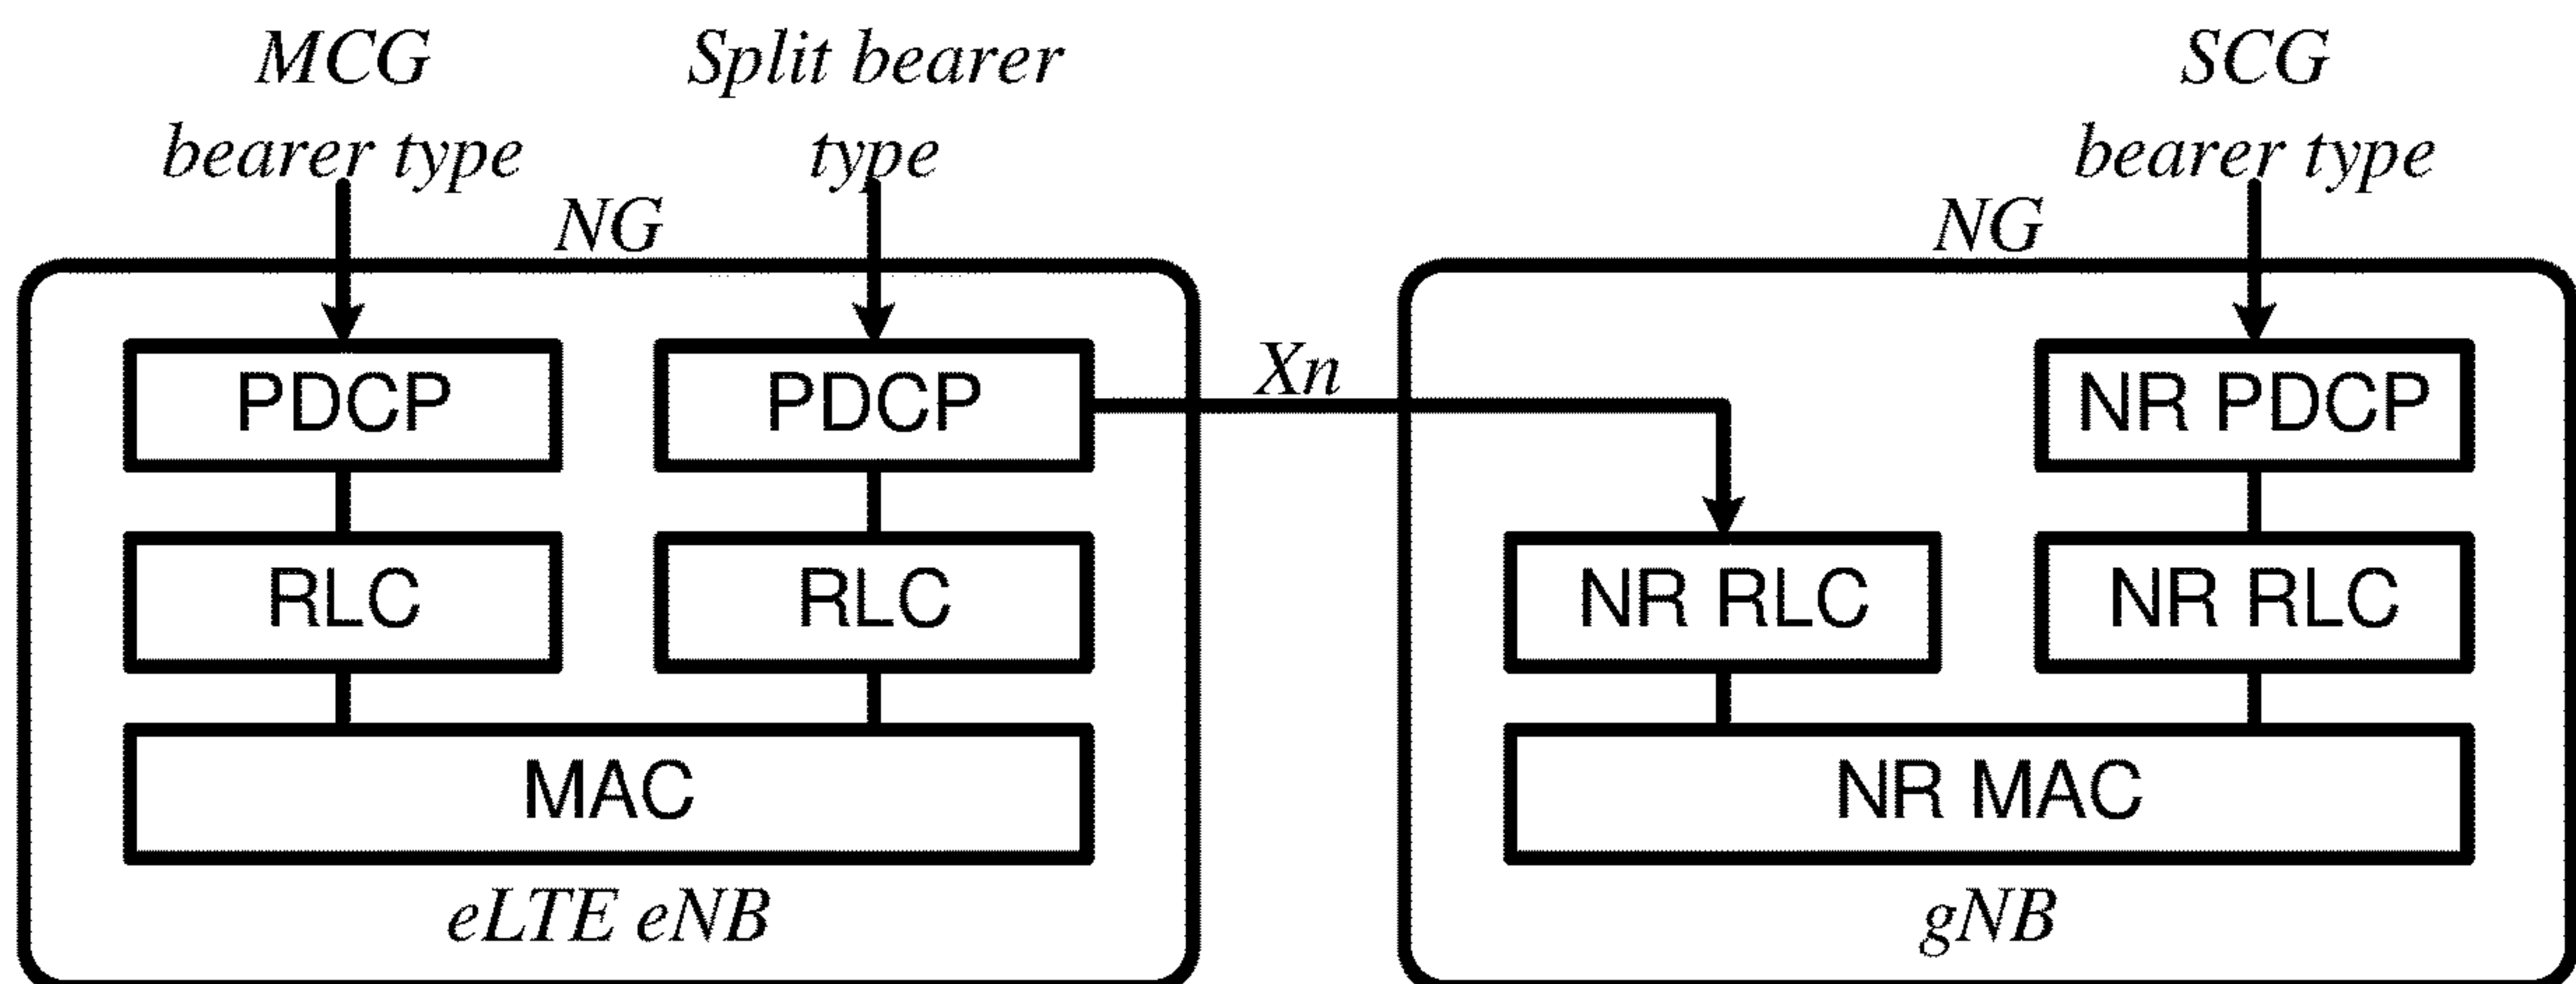 MCG
bearer type
Split bearer
type
SCG
bearer type
NG
NG
PDCP
PDCP
Xn
NR PDCP
RLC
RLC
NR RLC
NR RLC
MAC
NR MAC
eLTE eNB
gNB